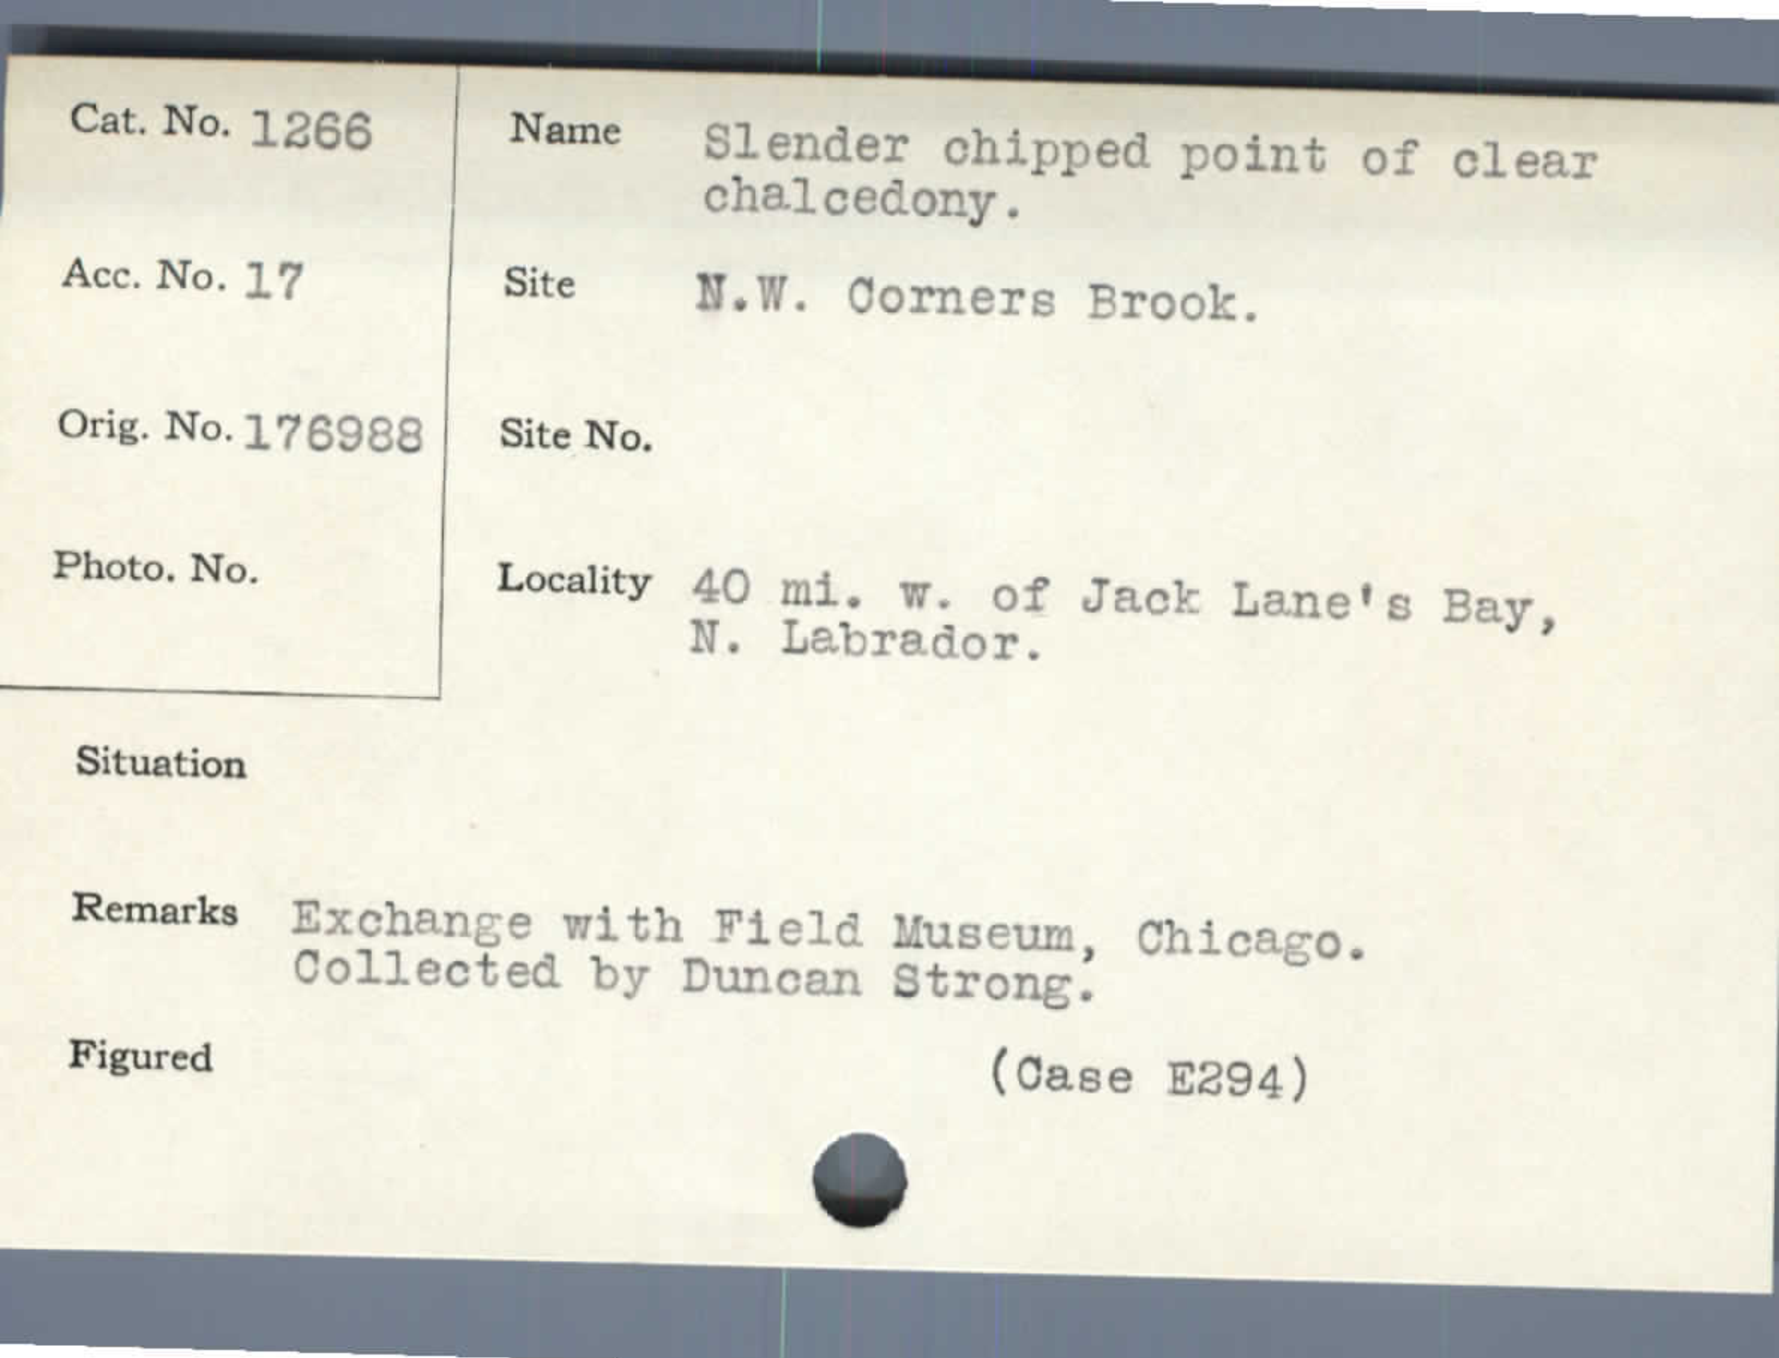 Cat. No. 1266
Name Slender chipped point of clear
chalcedony.
Acc. No. 17
Site N.W. Corners Brook.
Orig. No. 176988
Site No.
Photo. No.
Locality 40 mi. w. of Jack Lane's Bay,
N. Labrador.
Situation
Remarks Exchange with Field Museum, Chicago.
Collected by Duncan Strong.
Figured (Case E294)